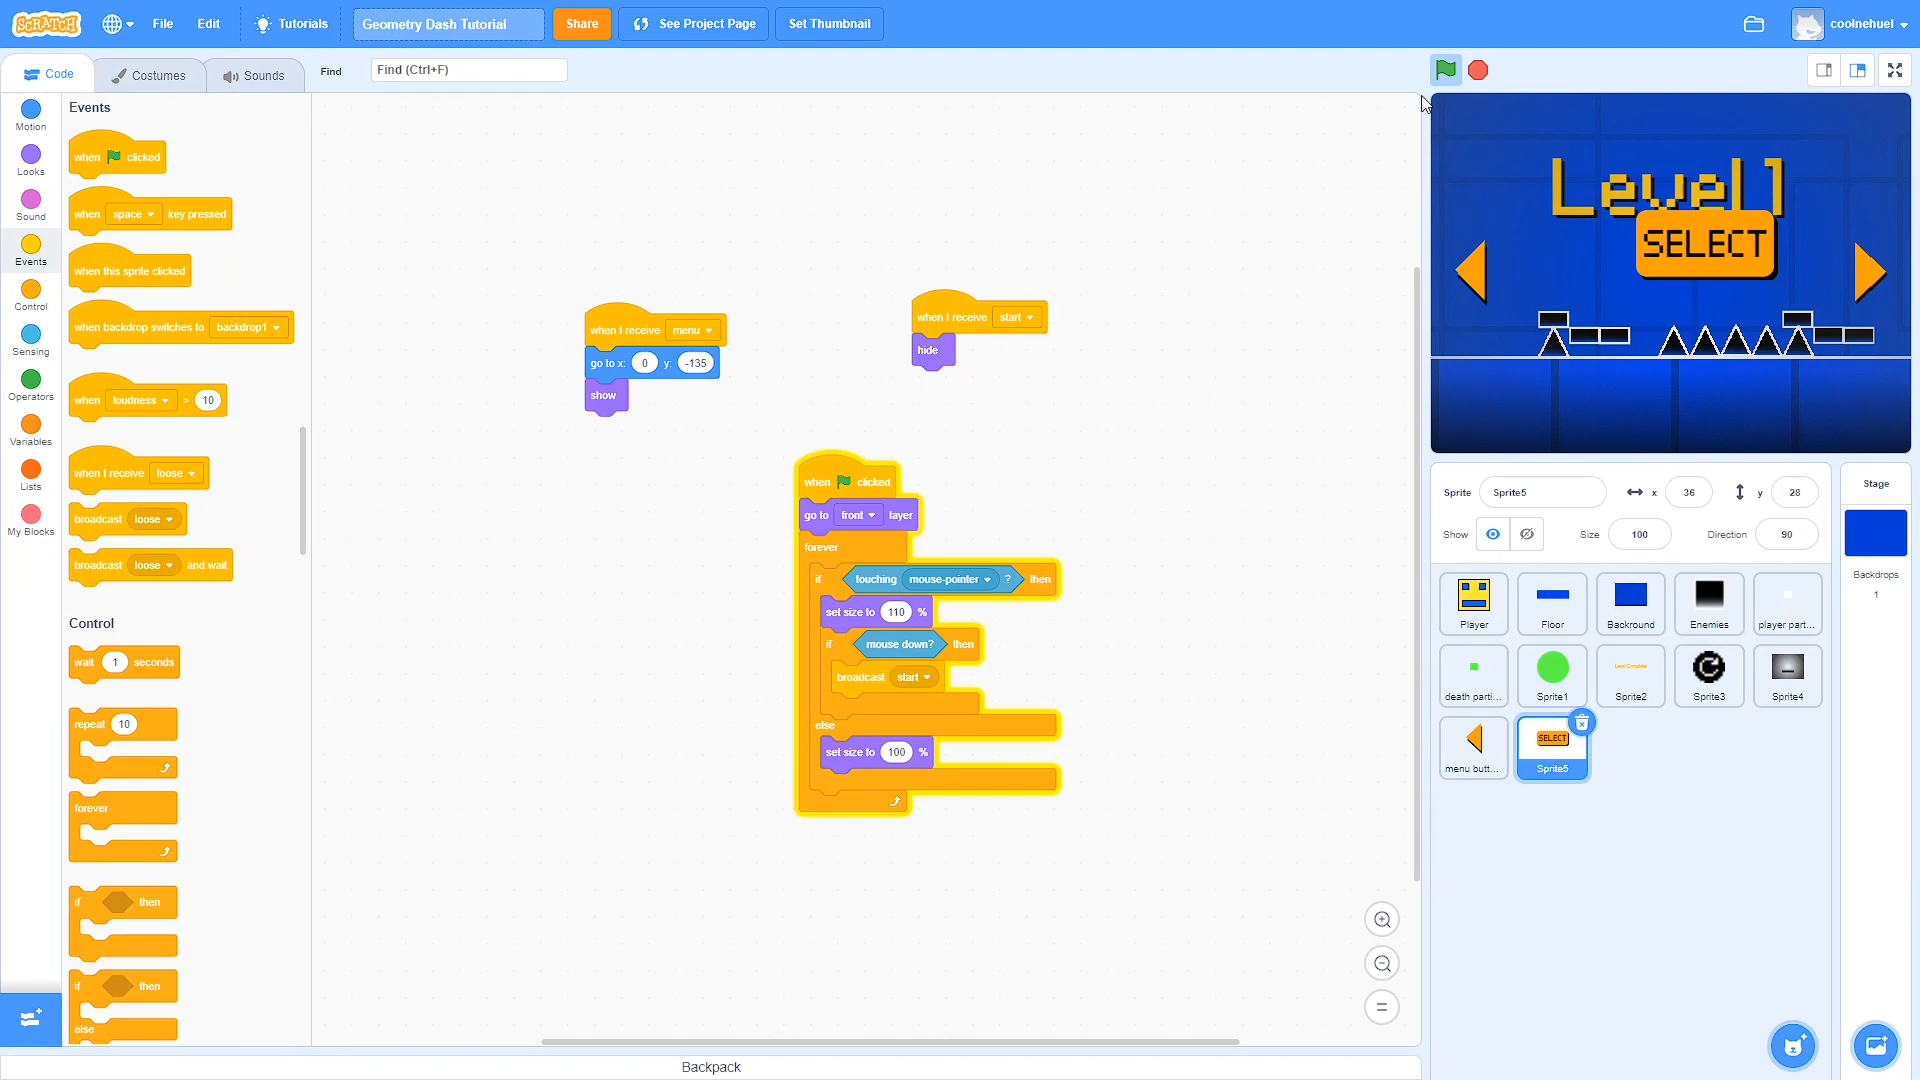 SCRATCH
File
Edit
Tutorials
Geometry Dash Tutorial
Share
See Project Page
Set Thumbnail
coolnehuel
Code
Costumes
Sounds
Find
Find (Ctrl+F)
Motion
Looks
Sound
Events
Control
Sensing
Operators
Variables
Lists
My Blocks
Events
when clicked
when space key pressed
when this sprite clicked
when backdrop switches to backdrop1
when loudness > 10
when I receive loose
broadcast loose
broadcast loose and wait
Control
wait 1 seconds
repeat 10
forever
if then
if then
else
when I receive menu
go to x: 0 y: -135
show
when I receive start
hide
when clicked
go to front layer
forever
if touching mouse-pointer ? then
set size to 110 %
if mouse down? then
broadcast start
else
set size to 100 %
Level 1
SELECT
Sprite Sprite5 x 36 y 28
Show Size 100 Direction 90
Player
Floor
Backround
Enemies
player part...
death parti...
Sprite1
Level Complete
Sprite2
Sprite3
Sprite4
menu butt...
SELECT
Sprite5
Stage
Backdrops
1
Backpack